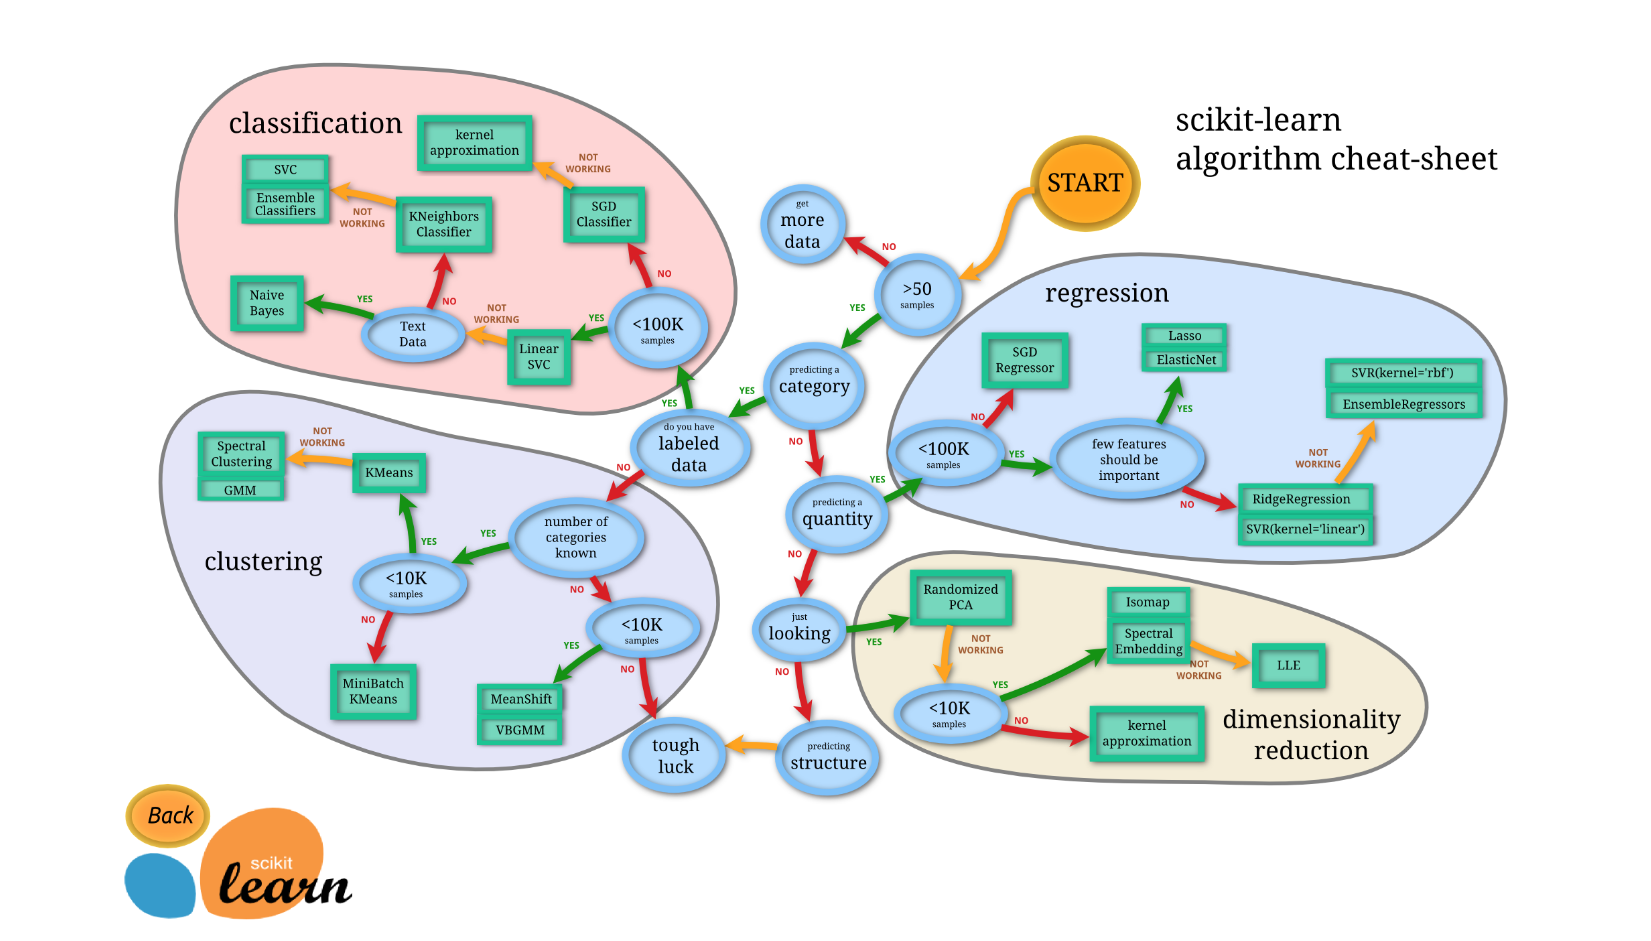 scikit-learn
algorithm cheat-sheet
START
classification
kernel
approximation
NOT
WORKING
SVC
Ensemble
Classifiers
NOT
WORKING
KNeighbors
Classifier
SGD
Classifier
NO
Naive
Bayes
YES
NO
Text
Data
NOT
WORKING
Linear
SVC
YES
<100K
samples
get
more
data
NO
>50
samples
YES
predicting a
category
YES
YES
do you have
labeled
data
NO
NO
predicting a
quantity
YES
NO
just
looking
YES
NO
predicting
structure
tough
luck
regression
SGD
Regressor
NO
<100K
samples
YES
Lasso
ElasticNet
YES
few features
should be
important
NO
SVR(kernel='rbf')
EnsembleRegressors
NOT
WORKING
RidgeRegression
SVR(kernel='linear')
clustering
Spectral
Clustering
GMM
NOT
WORKING
KMeans
YES
<10K
samples
YES
number of
categories
known
NO
NO
MiniBatch
KMeans
<10K
samples
YES
NO
MeanShift
VBGMM
dimensionality
reduction
Randomized
PCA
NOT
WORKING
<10K
samples
YES
NO
Isomap
Spectral
Embedding
NOT
WORKING
LLE
kernel
approximation
Back
scikit
learn